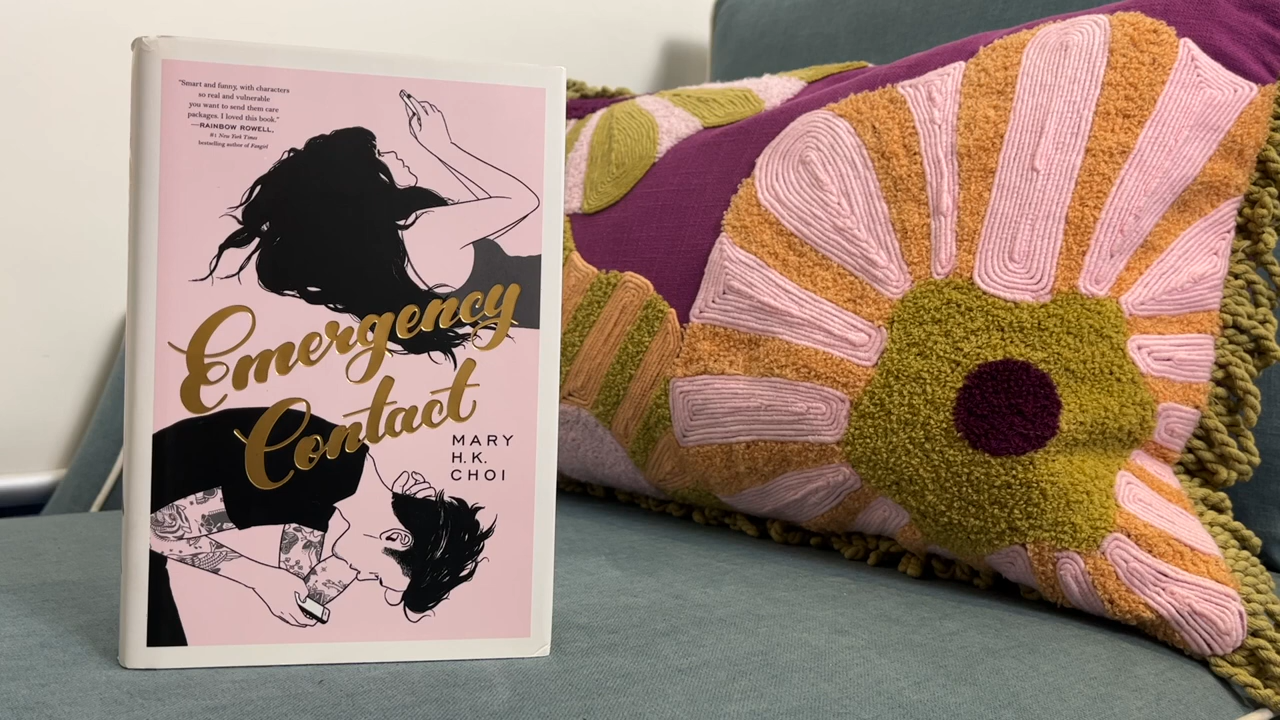 "Smart and funny, with characters
so real and vulnerable
you want to send them care
packages. I loved this book."
—RAINBOW ROWELL,
#1 New York Times
bestselling author of Fangirl
Emergency
Contact
MARY
H.K.
CHOI